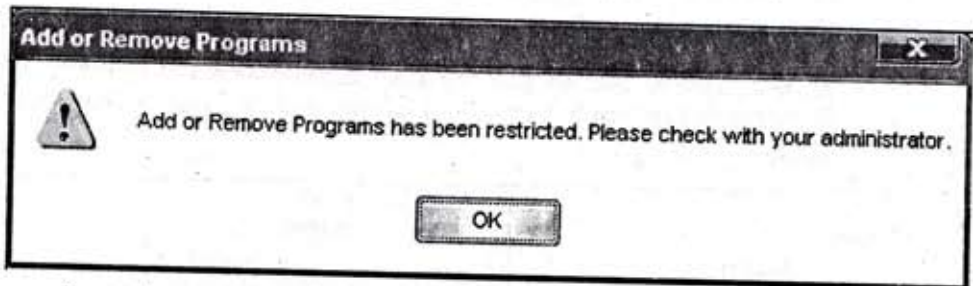 Add or Remove Programs
Add or Remove Programs has been restricted. Please check with your administrator.
OK